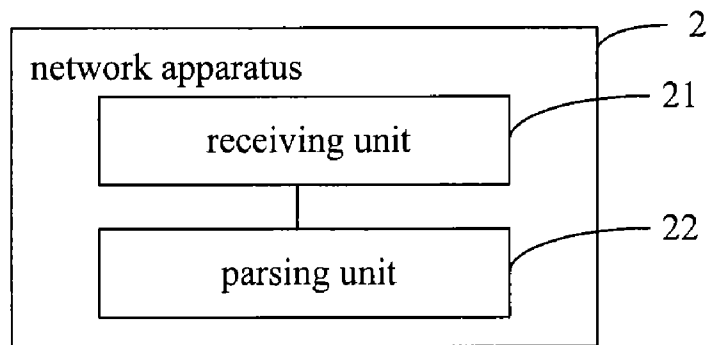 2
network apparatus
21
receiving unit
22
parsing unit